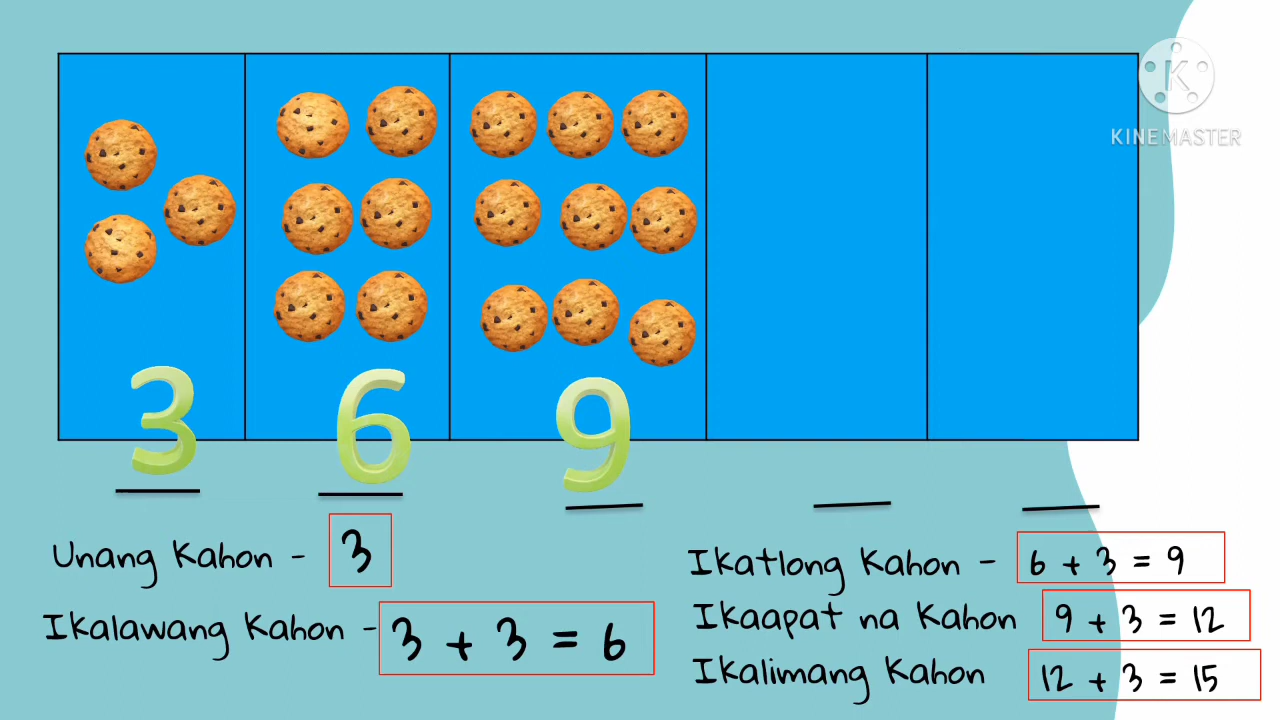 KINEMASTER
3 6 9
Unang Kahon - 3
Ikalawang Kahon - 3 + 3 = 6
Ikatlong Kahon - 6 + 3 = 9
Ikaapat na Kahon 9 + 3 = 12
Ikalimang Kahon 12 + 3 = 15